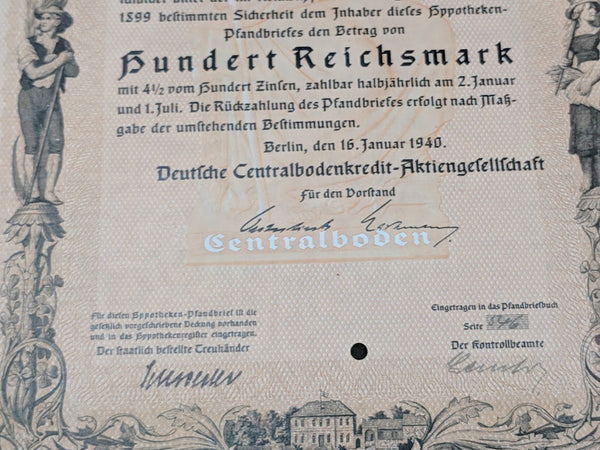 1899 bestimmten Sicherheit dem Inhaber dieses Hypotheken-
Pfandbriefes den Betrag von
Hundert Reichsmark
mit 4½ vom Hundert Zinsen, zahlbar halbjährlich am 2. Januar
und 1. Juli. Die Rückzahlung des Pfandbriefes erfolgt nach Maß-
gabe der umstehenden Bestimmungen.
Berlin, den 16. Januar 1940.
Deutsche Centralbodenkredit-Aktiengesellschaft
Für den Vorstand
Centralboden
Für diesen Hypotheken-Pfandbrief ist die
gesetzlich vorgeschriebene Deckung vorhanden
und in das Hypothekenregister eingetragen.
Der staatlich bestellte Treuhänder
Eingetragen in das Pfandbriefbuch
Seite
Der Kontrollbeamte